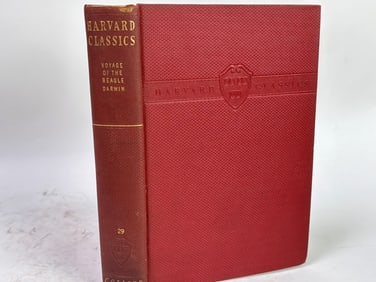 HARVARD
CLASSICS
VOYAGE
OF THE
BEAGLE
DARWIN
29
HARVARD CLASSICS